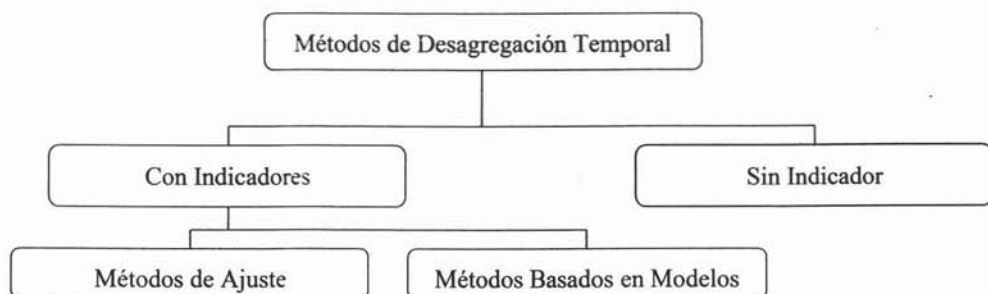 Métodos de Desagregación Temporal
Con Indicadores
Sin Indicador
Métodos de Ajuste
Métodos Basados en Modelos